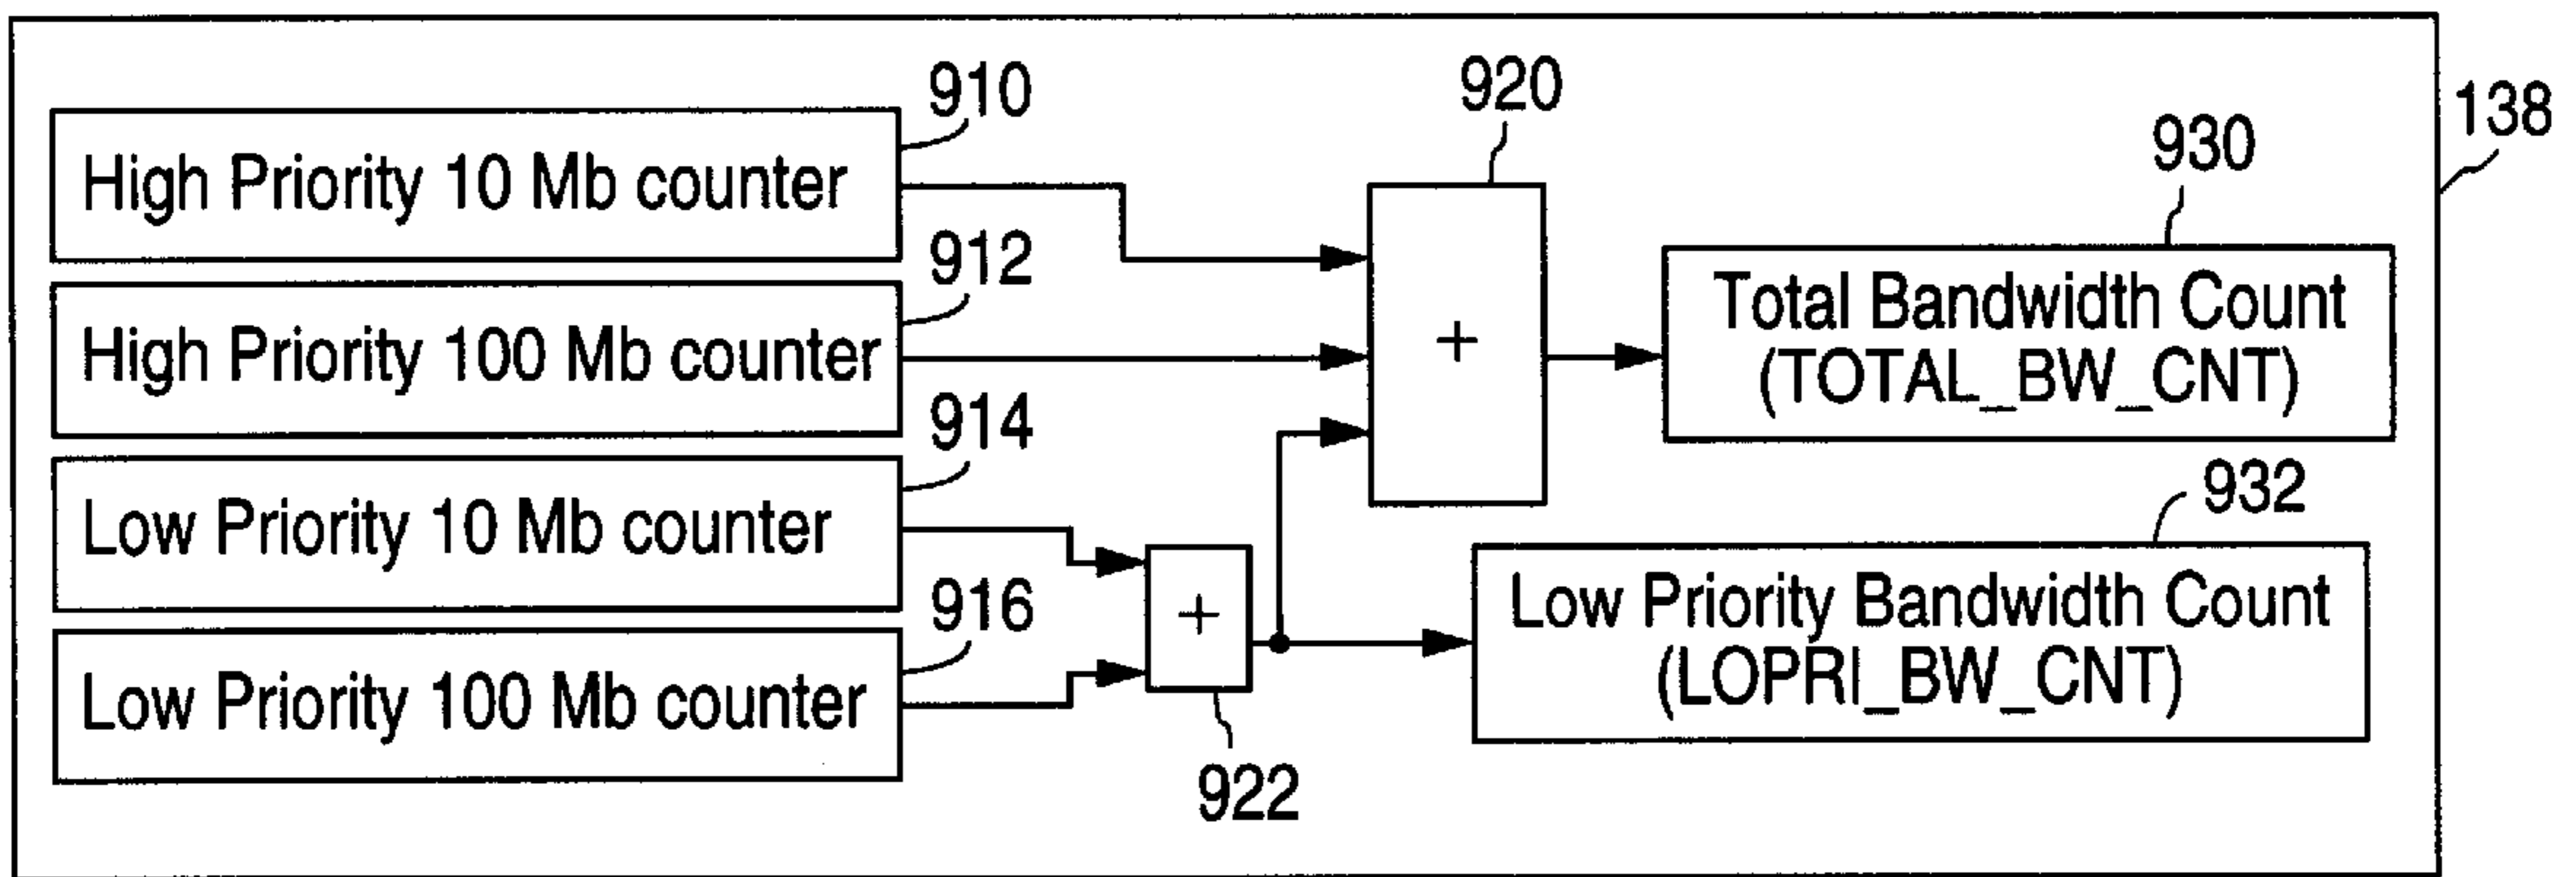 910
High Priority 10 Mb counter
912
High Priority 100 Mb counter
914
Low Priority 10 Mb counter
916
Low Priority 100 Mb counter
920
+
922
+
930
Total Bandwidth Count
(TOTAL_BW_CNT)
932
Low Priority Bandwidth Count
(LOPRI_BW_CNT)
138